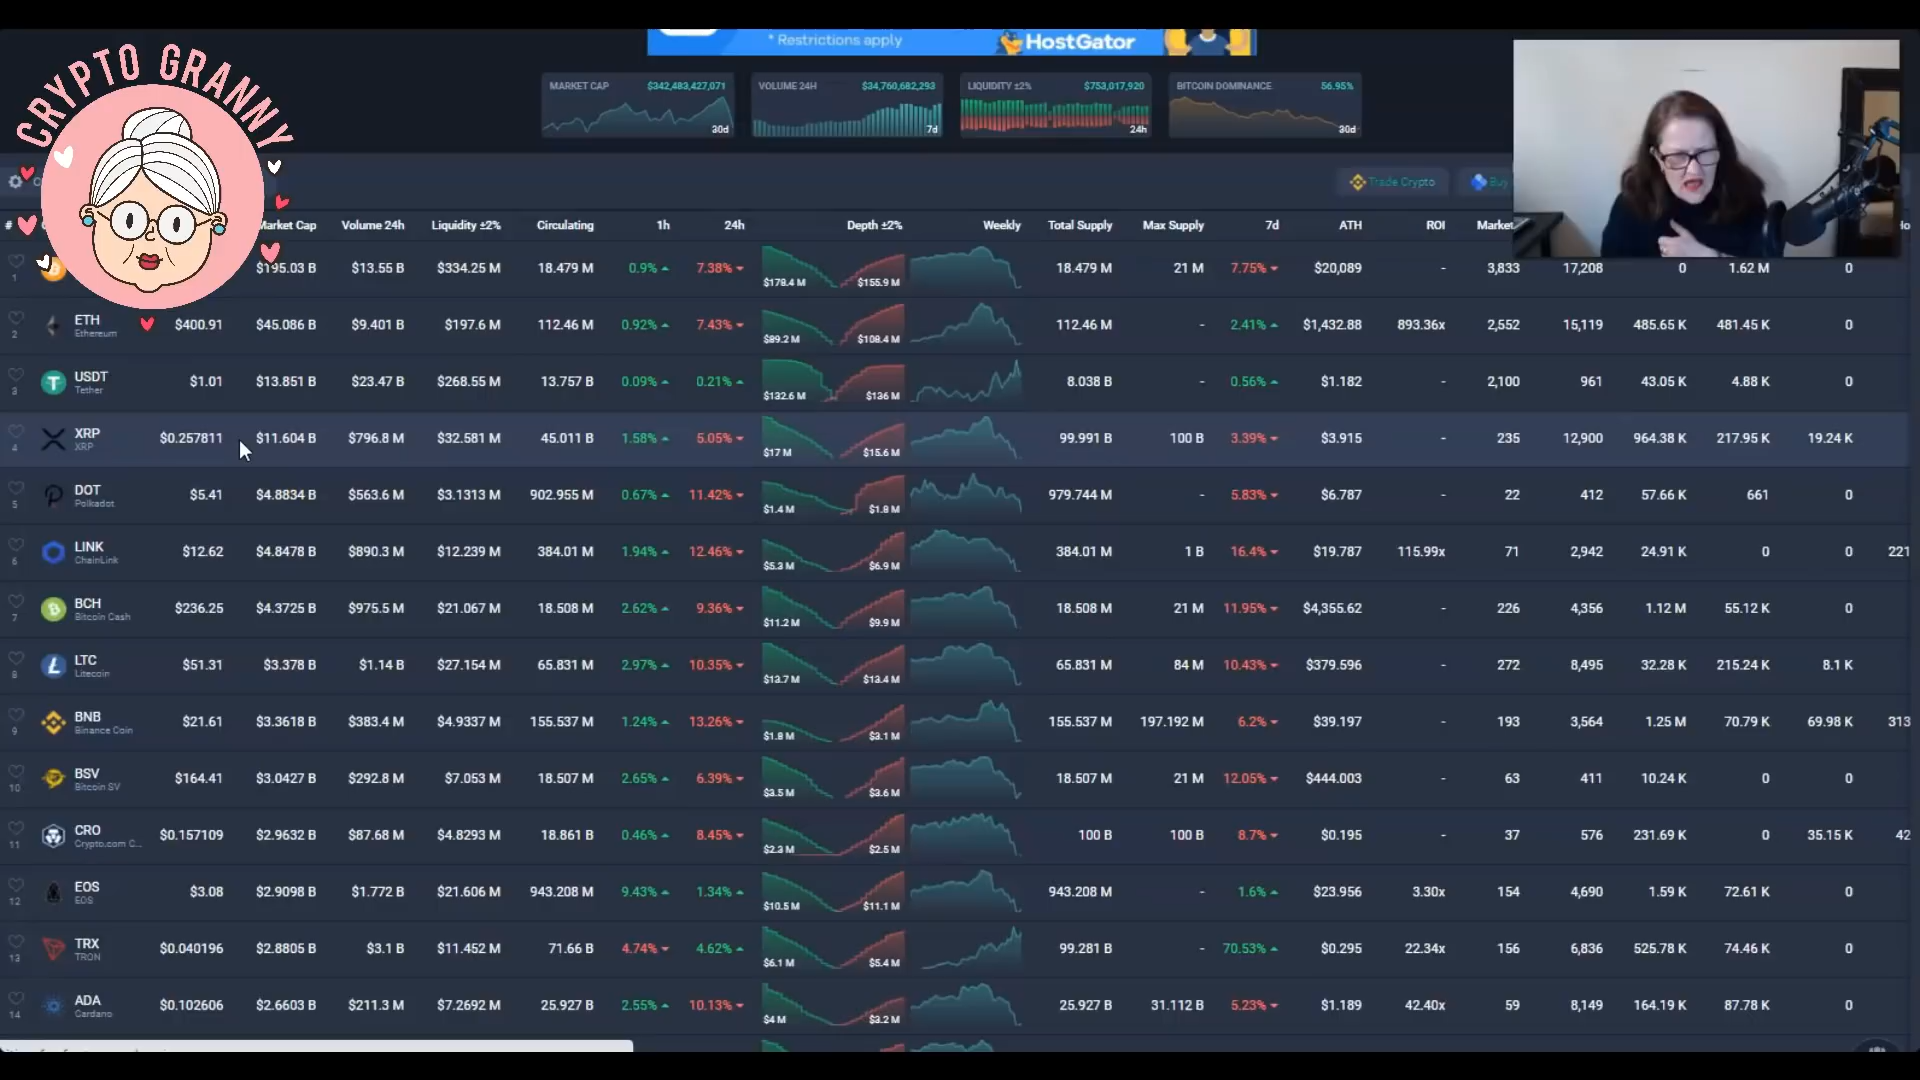 * Restrictions apply HostGator
CRYPTO GRANNY
MARKET CAP $342,483,427,071 30d
VOLUME 24H $34,760,682,293 7d
LIQUIDITY ±2% $753,017,920 24h
BITCOIN DOMINANCE 56.95% 30d
Trade Crypto Buy
# Market Cap Volume 24h Liquidity ±2% Circulating 1h 24h Depth ±2% Weekly Total Supply Max Supply 7d ATH ROI Market
1 $195.03 B $13.55 B $334.25 M 18.479 M 0.9% 7.38% $178.4 M $155.9 M 18.479 M 21 M 7.75% $20,089 - 3,833 17,208 0 1.62 M 0
2 ETH Ethereum $400.91 $45.086 B $9.401 B $197.6 M 112.46 M 0.92% 7.43% $89.2 M $108.4 M 112.46 M - 2.41% $1,432.88 893.36x 2,552 15,119 485.65 K 481.45 K 0
3 USDT Tether $1.01 $13.851 B $23.47 B $268.55 M 13.757 B 0.09% 0.21% $132.6 M $136 M 8.038 B - 0.56% $1.182 - 2,100 961 43.05 K 4.88 K 0
4 XRP XRP $0.257811 $11.604 B $796.8 M $32.581 M 45.011 B 1.58% 5.05% $17 M $15.6 M 99.991 B 100 B 3.39% $3.915 - 235 12,900 964.38 K 217.95 K 19.24 K
5 DOT Polkadot $5.41 $4.8834 B $563.6 M $3.1313 M 902.955 M 0.67% 11.42% $1.4 M $1.8 M 979.744 M - 5.83% $6.787 - 22 412 57.66 K 661 0
6 LINK ChainLink $12.62 $4.8478 B $890.3 M $12.239 M 384.01 M 1.94% 12.46% $5.3 M $6.9 M 384.01 M 1 B 16.4% $19.787 115.99x 71 2,942 24.91 K 0 0 221
7 BCH Bitcoin Cash $236.25 $4.3725 B $975.5 M $21.067 M 18.508 M 2.62% 9.36% $11.2 M $9.9 M 18.508 M 21 M 11.95% $4,355.62 - 226 4,356 1.12 M 55.12 K 0
8 LTC Litecoin $51.31 $3.378 B $1.14 B $27.154 M 65.831 M 2.97% 10.35% $13.7 M $13.4 M 65.831 M 84 M 10.43% $379.596 - 272 8,495 32.28 K 215.24 K 8.1 K
9 BNB Binance Coin $21.61 $3.3618 B $383.4 M $4.9337 M 155.537 M 1.24% 13.26% $1.8 M $3.1 M 155.537 M 197.192 M 6.2% $39.197 - 193 3,564 1.25 M 70.79 K 69.98 K 313
10 BSV Bitcoin SV $164.41 $3.0427 B $292.8 M $7.053 M 18.507 M 2.65% 6.39% $3.5 M $3.6 M 18.507 M 21 M 12.05% $444.003 - 63 411 10.24 K 0 0
11 CRO Crypto.com C... $0.157109 $2.9632 B $87.68 M $4.8293 M 18.861 B 0.46% 8.45% $2.3 M $2.5 M 100 B 100 B 8.7% $0.195 - 37 576 231.69 K 0 35.15 K 42
12 EOS EOS $3.08 $2.9098 B $1.772 B $21.606 M 943.208 M 9.43% 1.34% $10.5 M $11.1 M 943.208 M - 1.6% $23.956 3.30x 154 4,690 1.59 K 72.61 K 0
13 TRX TRON $0.040196 $2.8805 B $3.1 B $11.452 M 71.66 B 4.74% 4.62% $6.1 M $5.4 M 99.281 B - 70.53% $0.295 22.34x 156 6,836 525.78 K 74.46 K 0
14 ADA Cardano $0.102606 $2.6603 B $211.3 M $7.2692 M 25.927 B 2.55% 10.13% $4 M $3.2 M 25.927 B 31.112 B 5.23% $1.189 42.40x 59 8,149 164.19 K 87.78 K 0